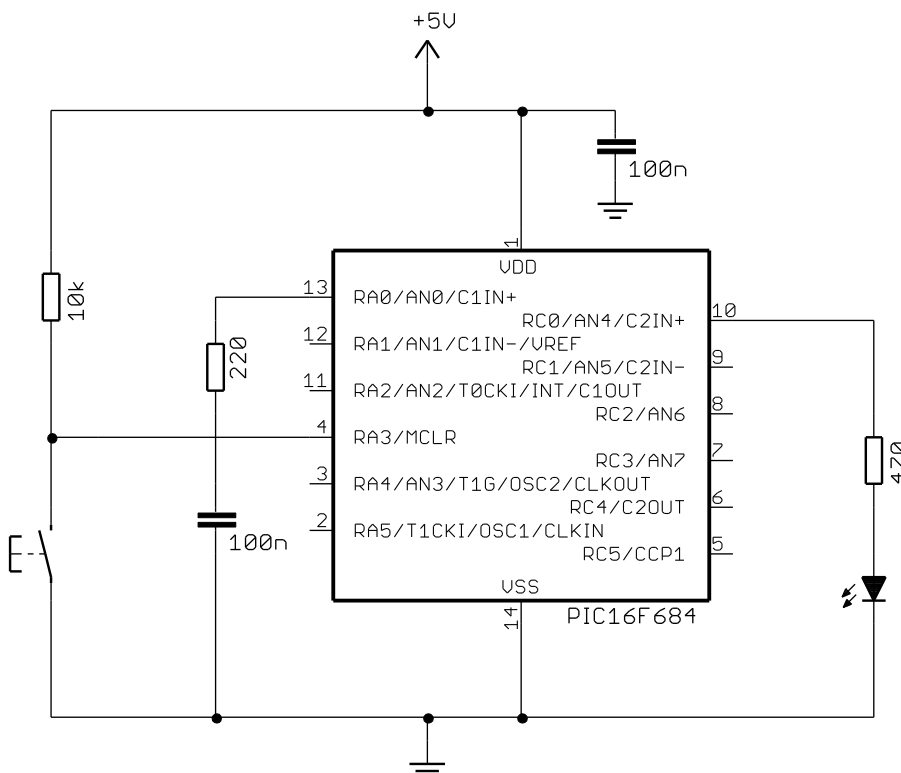 +5V
100n
1
VDD
13
RA0/AN0/C1IN+
10
RC0/AN4/C2IN+
10k
12
RA1/AN1/C1IN-/VREF
220
9
RC1/AN5/C2IN-
11
RA2/AN2/T0CKI/INT/C1OUT
8
RC2/AN6
4
RA3/MCLR
7
RC3/AN7
470
3
RA4/AN3/T1G/OSC2/CLKOUT
6
RC4/C2OUT
2
RA5/T1CKI/OSC1/CLKIN
100n
5
RC5/CCP1
VSS
14
PIC16F684